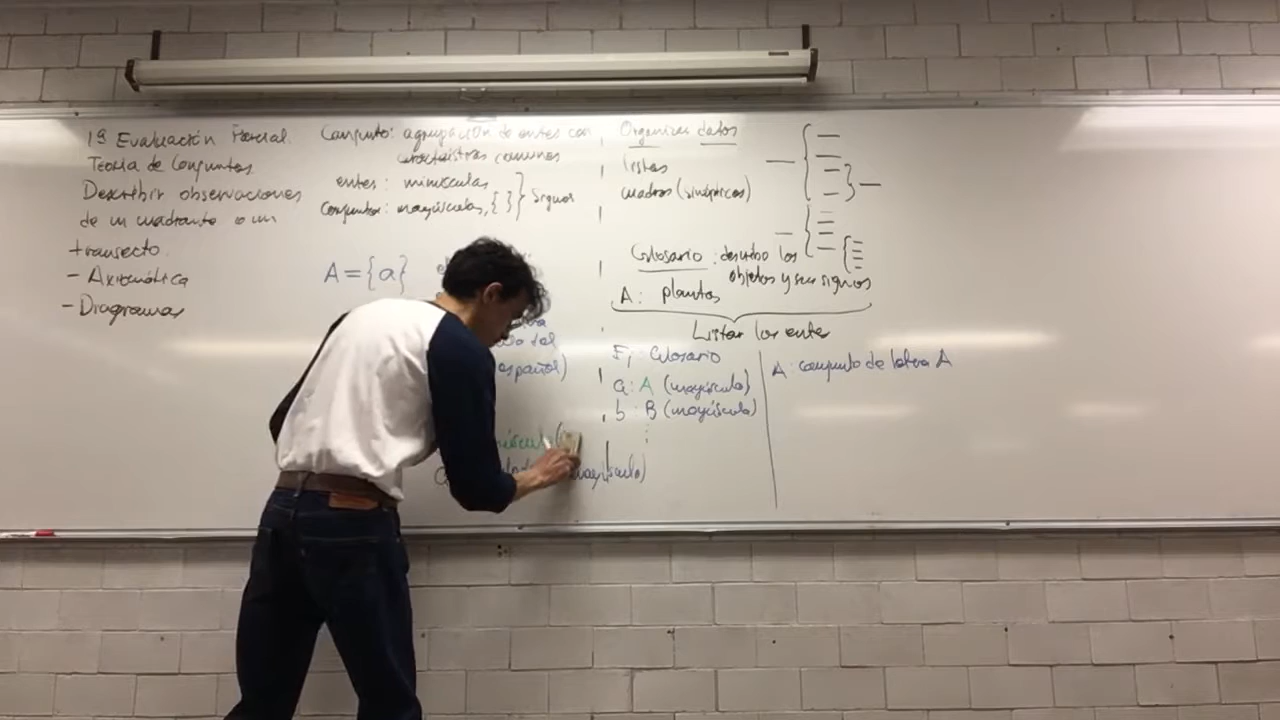 1ª Evaluación Parcial.
Teoría de Conjuntos
Describir observaciones
de un cuadrante o un
transecto.
- Axiomática
- Diagramas
Conjunto: agrupación de entes con
características comunes
entes: minúsculas
conjuntos: mayúsculas, { } } Signos
A = {a}
español)
(mayúscula)
Organizar datos
listas
cuadros (sinópticos)
Glosario: describo los
objetos y sus signos
A: plantas
Listar los entes
E, Glosario
a: A (mayúscula)
b: B (mayúscula)
A: conjunto de letra A